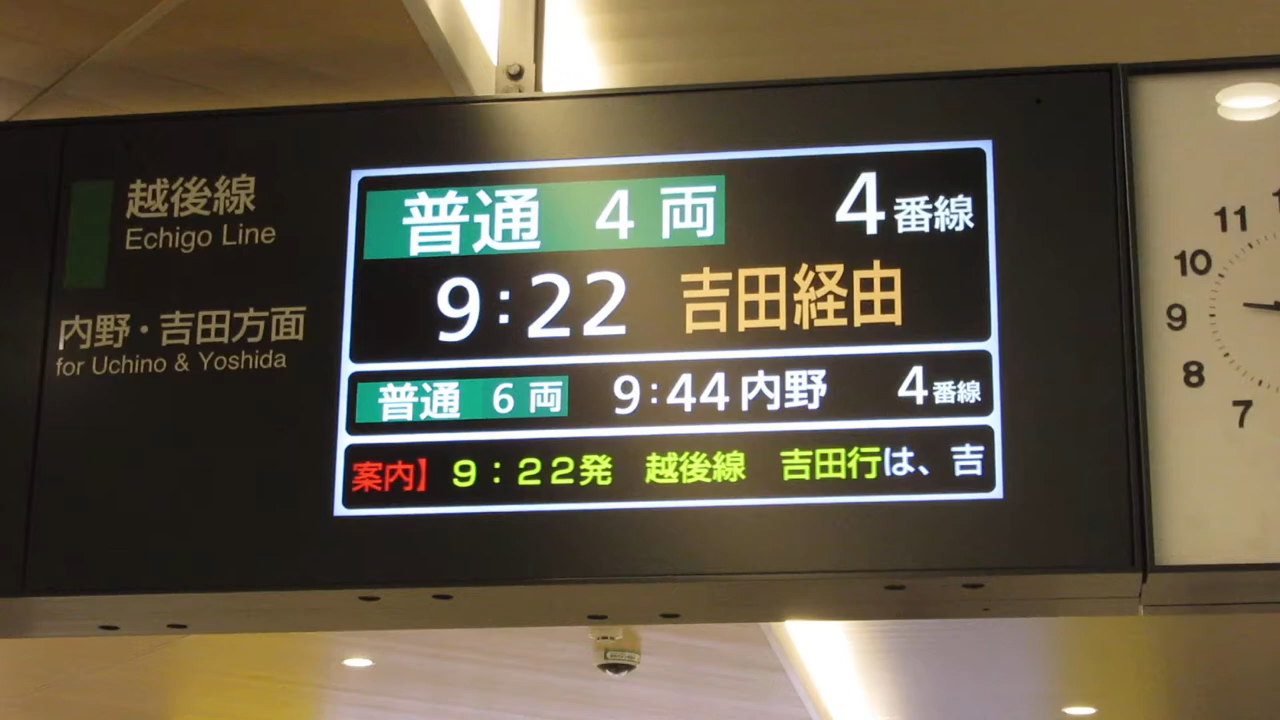 越後線
Echigo Line
内野・吉田方面
for Uchino & Yoshida
普通 4両 4番線
9:22 吉田経由
普通 6両 9:44 内野 4番線
案内】 9：22発 越後線 吉田行は、吉
11
10
9
8
7